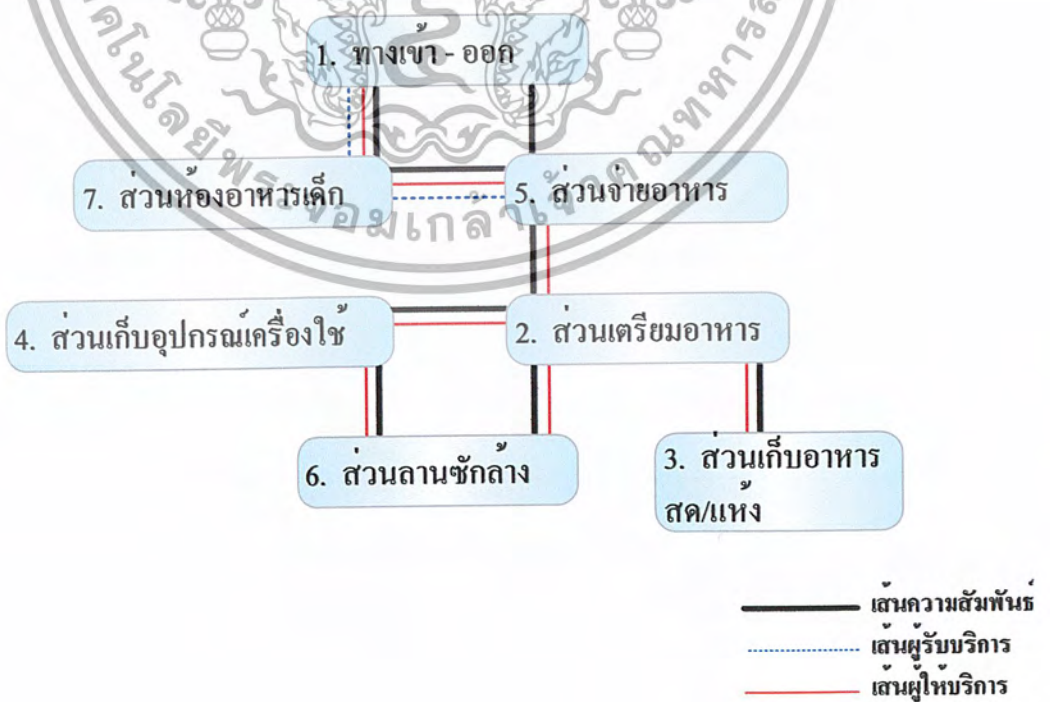 1. ทางเข้า - ออก
7. ส่วนห้องอาหารเด็ก
5. ส่วนจ่ายอาหาร
4. ส่วนเก็บอุปกรณ์เครื่องใช้
2. ส่วนเตรียมอาหาร
6. ส่วนลานซักล้าง
3. ส่วนเก็บอาหาร
สด/แห้ง
เส้นความสัมพันธ์
เส้นผู้รับบริการ
เส้นผู้ให้บริการ